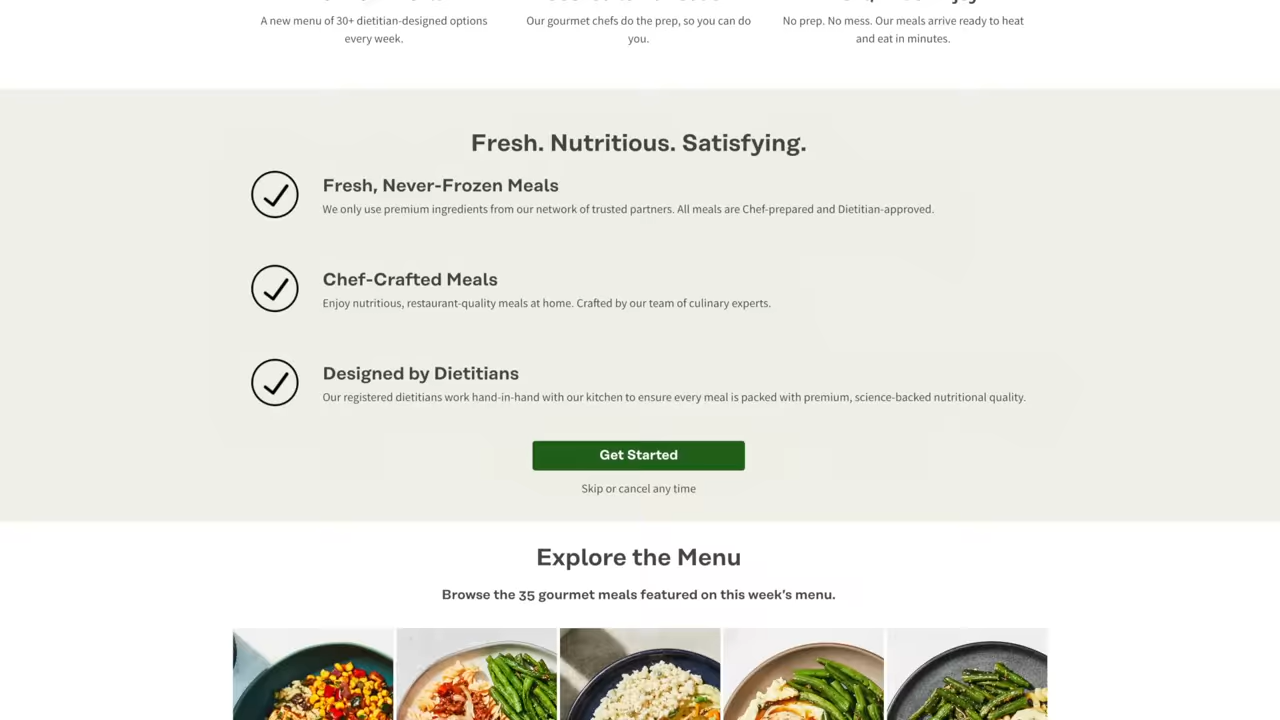 A new menu of 30+ dietitian-designed options
every week.
Our gourmet chefs do the prep, so you can do
you.
No prep. No mess. Our meals arrive ready to heat
and eat in minutes.
Fresh. Nutritious. Satisfying.
Fresh, Never-Frozen Meals
We only use premium ingredients from our network of trusted partners. All meals are Chef-prepared and Dietitian-approved.
Chef-Crafted Meals
Enjoy nutritious, restaurant-quality meals at home. Crafted by our team of culinary experts.
Designed by Dietitians
Our registered dietitians work hand-in-hand with our kitchen to ensure every meal is packed with premium, science-backed nutritional quality.
Get Started
Skip or cancel any time
Explore the Menu
Browse the 35 gourmet meals featured on this week's menu.